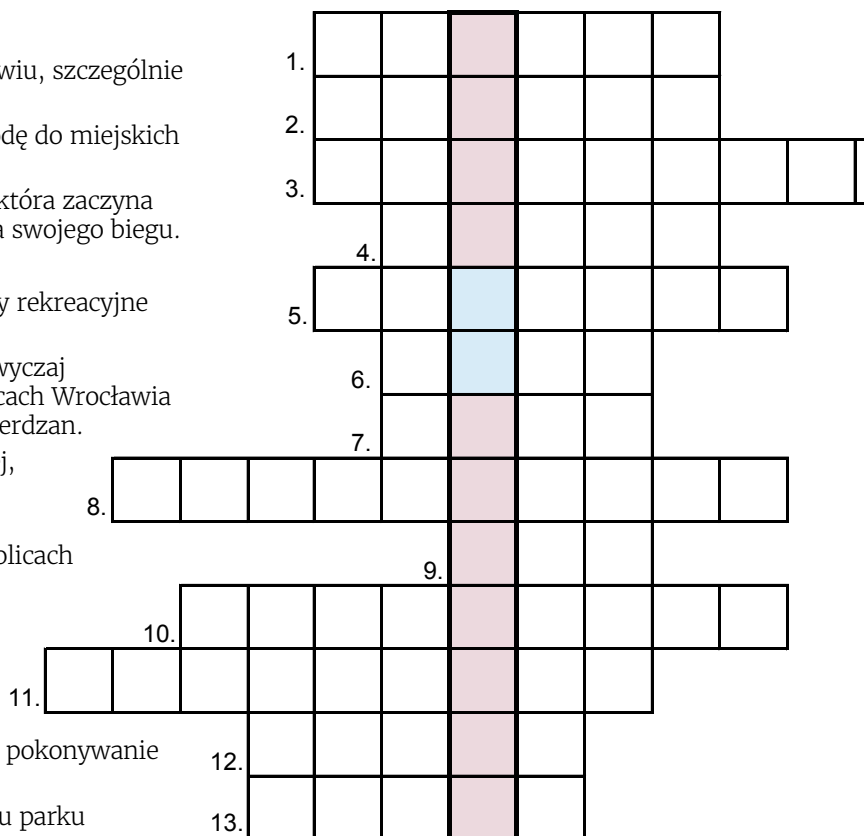 wiu, szczególnie
1.
odę do miejskich
2.
która zaczyna
3.
a swojego biegu.
4.
y rekreacyjne
5.
wyczaj
6.
cach Wrocławia
erdzan.
7.
j,
8.
olicach
9.
10.
11.
pokonywanie
12.
u parku
13.